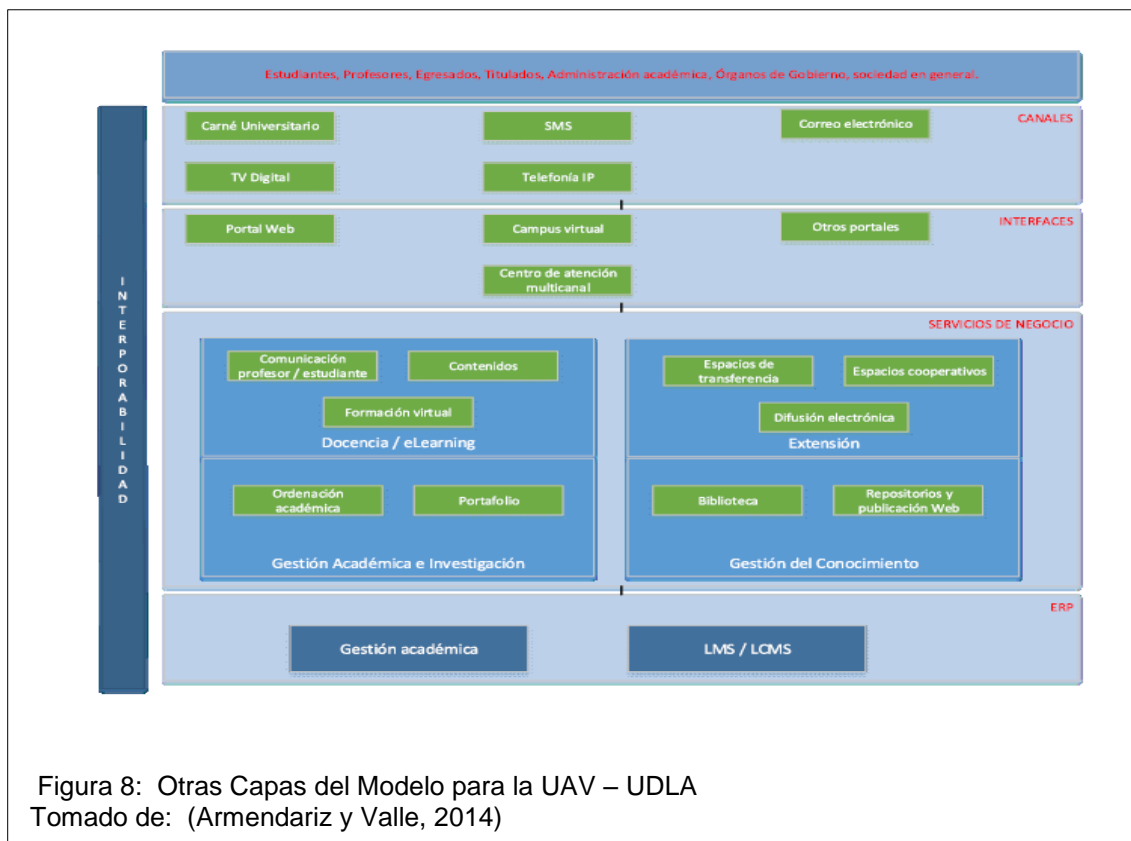 Estudiantes, Profesores, Egresados, Titulados, Administración académica, Órganos de Gobierno, sociedad en general.
INTERPORABILIDAD
CANALES
Carné Universitario
SMS
Correo electrónico
TV Digital
Telefonía IP
INTERFACES
Portal Web
Campus virtual
Otros portales
Centro de atención
multicanal
SERVICIOS DE NEGOCIO
Comunicación
profesor / estudiante
Contenidos
Formación virtual
Docencia / eLearning
Espacios de
transferencia
Espacios cooperativos
Difusión electrónica
Extensión
Ordenación
académica
Portafolio
Gestión Académica e Investigación
Biblioteca
Repositorios y
publicación Web
Gestión del Conocimiento
ERP
Gestión académica
LMS / LCMS
Figura 8: Otras Capas del Modelo para la UAV – UDLA
Tomado de: (Armendariz y Valle, 2014)